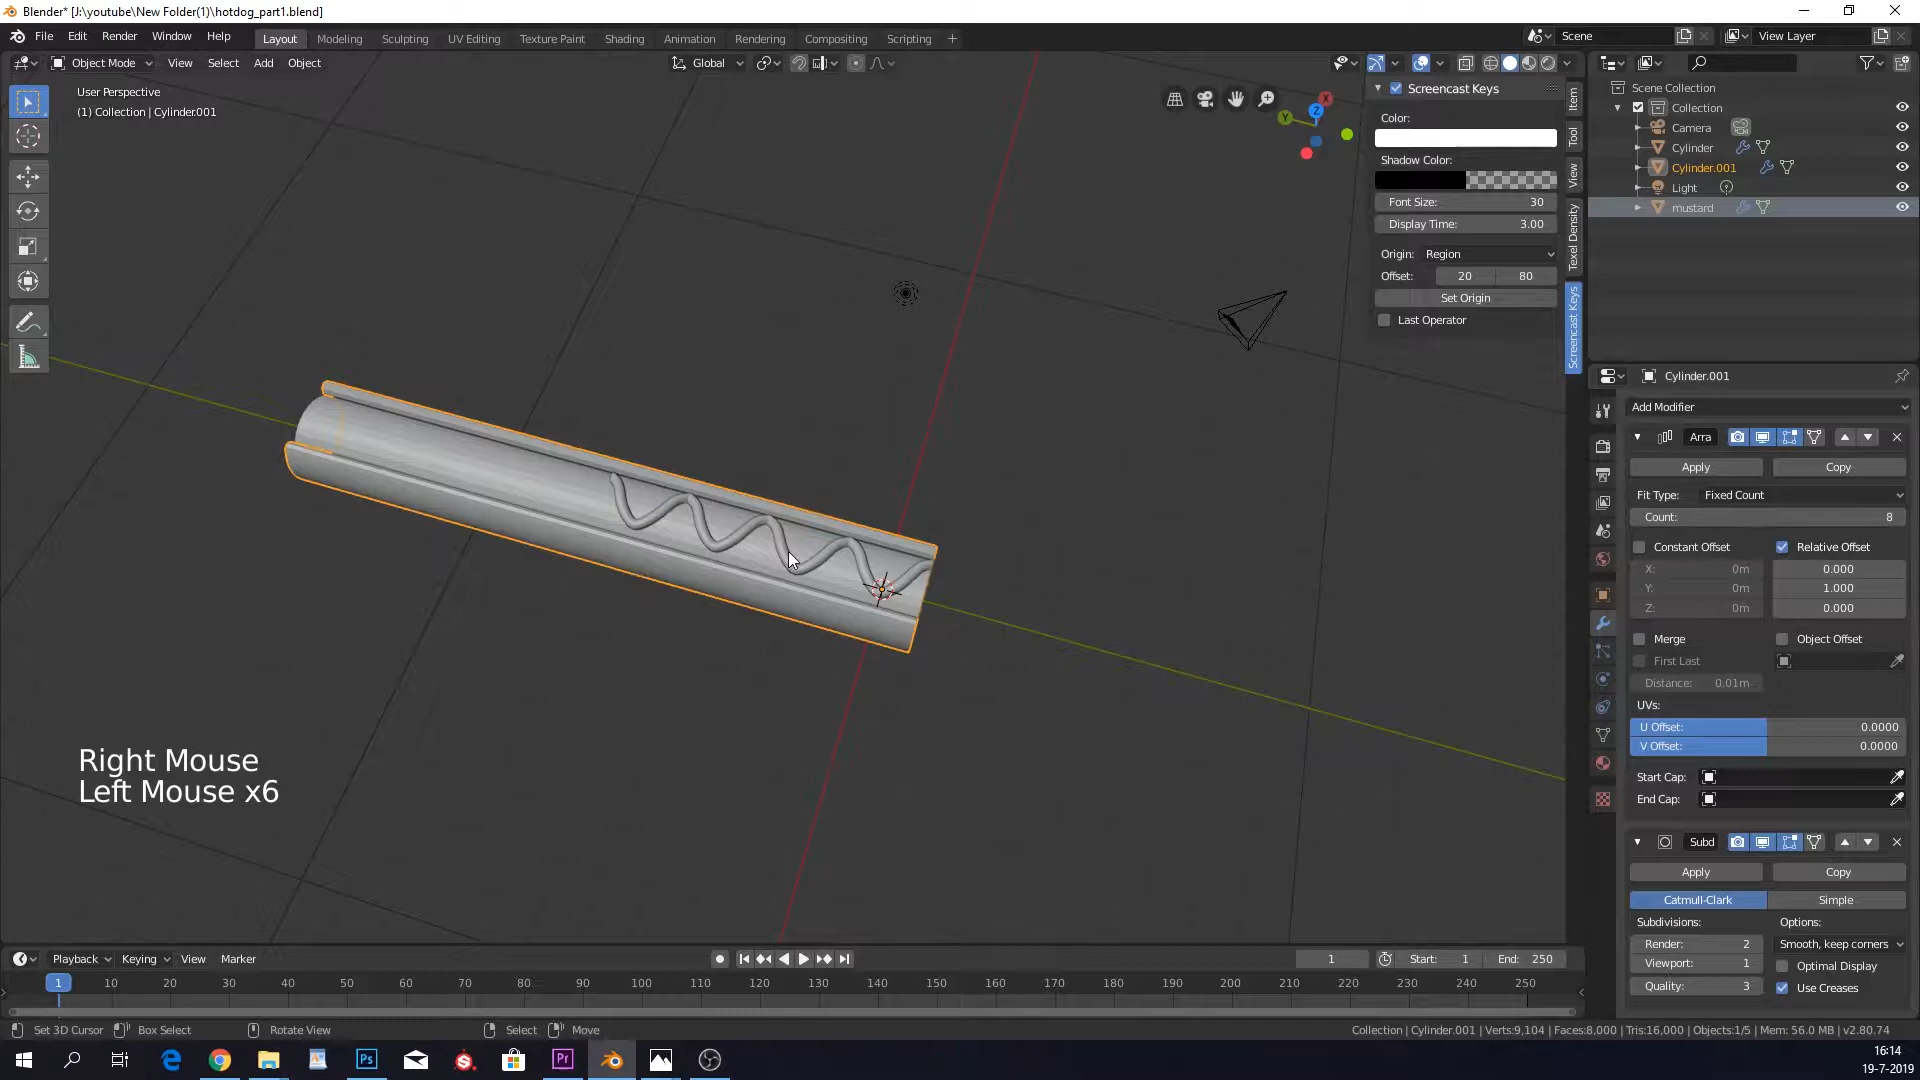 Blender* [J:\youtube\New Folder(1)\hotdog_part1.blend]
File Edit Render Window Help
Layout Modeling Sculpting UV Editing Texture Paint Shading Animation Rendering Compositing Scripting +
Scene
View Layer
Object Mode View Select Add Object
Global
User Perspective
(1) Collection | Cylinder.001
X
Y
Z
Screencast Keys
Color:
Shadow Color:
Font Size: 30
Display Time: 3.00
Origin: Region
Offset: 20 80
Set Origin
Last Operator
Item
Tool
View
Texel Density
Screencast Keys
Scene Collection
Collection
Camera
Cylinder
Cylinder.001
Light
mustard
Cylinder.001
Add Modifier
Arra
Apply Copy
Fit Type: Fixed Count
Count: 8
Constant Offset Relative Offset
X: 0m 0.000
Y: 0m 1.000
Z: 0m 0.000
Merge Object Offset
First Last
Distance: 0.01m
UVs:
U Offset: 0.0000
V Offset: 0.0000
Start Cap:
End Cap:
Subd
Apply Copy
Catmull-Clark Simple
Subdivisions: Options:
Render: 2 Smooth, keep corners
Viewport: 1 Optimal Display
Quality: 3 Use Creases
Right Mouse
Left Mouse x6
Playback Keying View Marker
1 Start: 1 End: 250
1 10 20 30 40 50 60 70 80 90 100 110 120 130 140 150 160 170 180 190 200 210 220 230 240 250
Set 3D Cursor Box Select Rotate View Select Move
Collection | Cylinder.001 | Verts:9,104 | Faces:8,000 | Tris:16,000 | Objects:1/5 | Mem: 56.0 MB | v2.80.74
Ps
Pr
16:14
19-7-2019